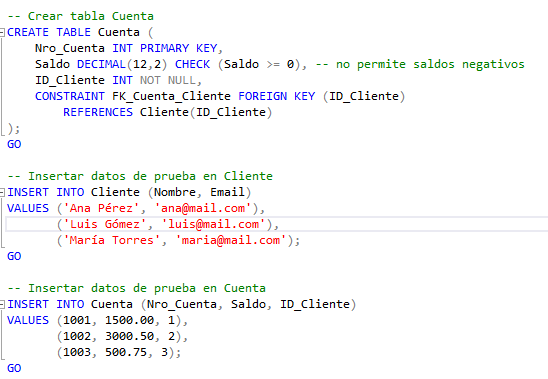 -- Crear tabla Cuenta
CREATE TABLE Cuenta (
    Nro_Cuenta INT PRIMARY KEY,
    Saldo DECIMAL(12,2) CHECK (Saldo >= 0), -- no permite saldos negativos
    ID_Cliente INT NOT NULL,
    CONSTRAINT FK_Cuenta_Cliente FOREIGN KEY (ID_Cliente)
        REFERENCES Cliente(ID_Cliente)
);
GO
-- Insertar datos de prueba en Cliente
INSERT INTO Cliente (Nombre, Email)
VALUES ('Ana Pérez', 'ana@mail.com'),
       ('Luis Gómez', 'luis@mail.com'),
       ('María Torres', 'maria@mail.com');
GO
-- Insertar datos de prueba en Cuenta
INSERT INTO Cuenta (Nro_Cuenta, Saldo, ID_Cliente)
VALUES (1001, 1500.00, 1),
       (1002, 3000.50, 2),
       (1003, 500.75, 3);
GO